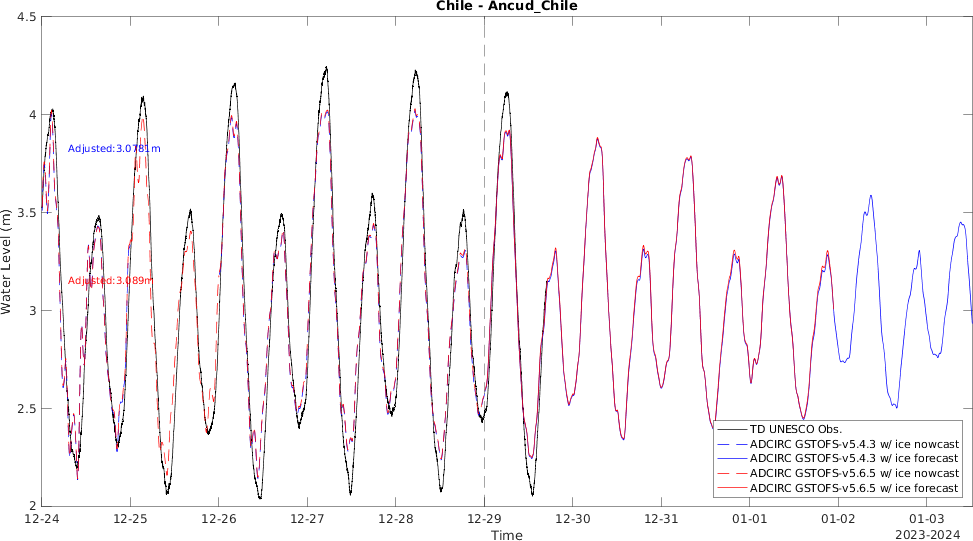 Chile - Ancud_Chile
4.5
4
3.5
3
2.5
2
Water Level (m)
Adjusted:3.0781m
Adjusted:3.089m
TD UNESCO Obs.
ADCIRC GSTOFS-v5.4.3 w/ ice nowcast
ADCIRC GSTOFS-v5.4.3 w/ ice forecast
ADCIRC GSTOFS-v5.6.5 w/ ice nowcast
ADCIRC GSTOFS-v5.6.5 w/ ice forecast
12-24 12-25 12-26 12-27 12-28 12-29 12-30 12-31 01-01 01-02 01-03
Time
2023-2024